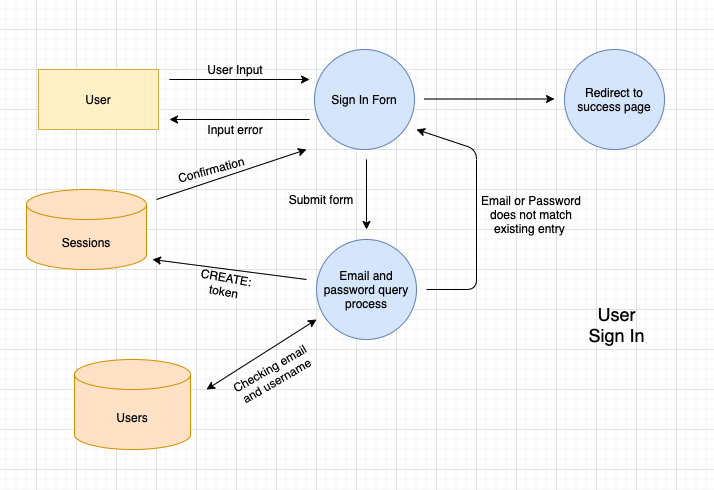 User Input
User
Sign In Forn
Redirect to
success page
Input error
Confirmation
Submit form
Email or Password
does not match
existing entry
Sessions
CREATE:
token
Email and
password query
process
User
Sign In
Checking email
and username
Users